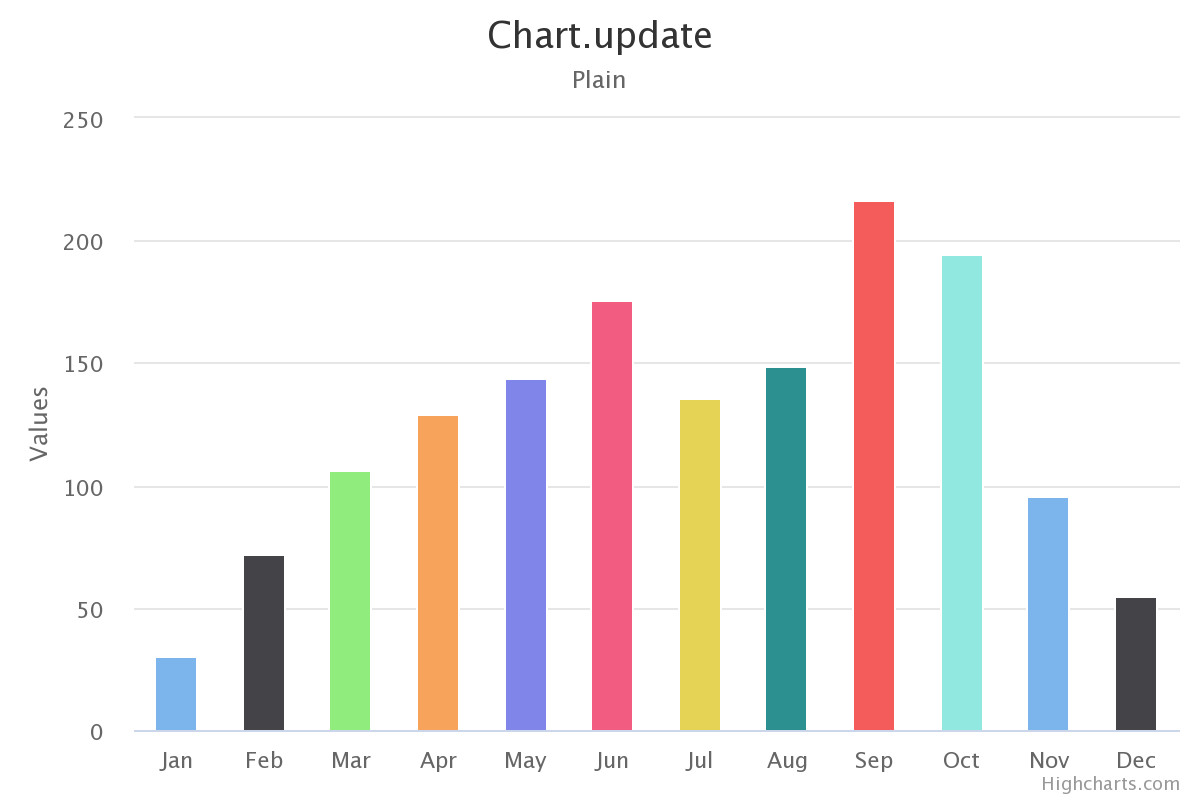 Chart.update
Plain
Values
250
200
150
100
50
0
Jan Feb Mar Apr May Jun Jul Aug Sep Oct Nov Dec
Highcharts.com